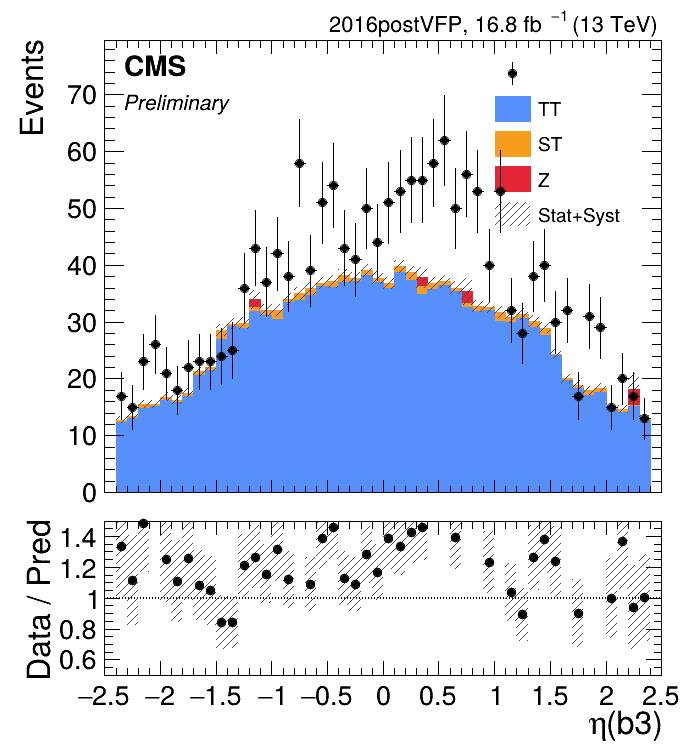 2016postVFP, 16.8 fb⁻¹ (13 TeV)
CMS
Preliminary
Events
TT
ST
Z
Stat+Syst
70
60
50
40
30
20
10
0
Data / Pred
1.4
1.2
1
0.8
0.6
−2.5 −2 −1.5 −1 −0.5 0 0.5 1 1.5 2 2.5
η(b3)